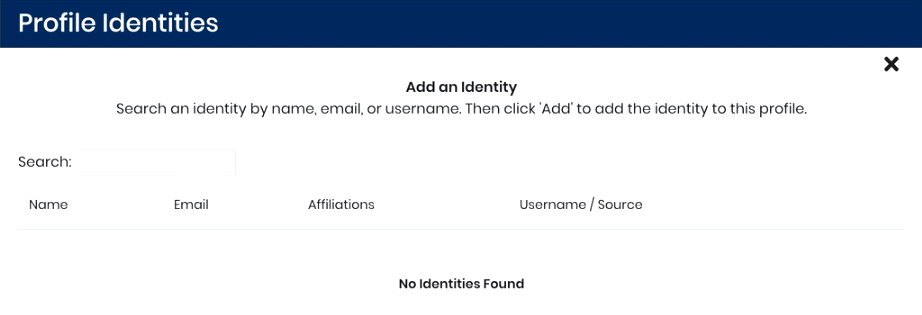 Profile Identities
Add an Identity
Search an identity by name, email, or username. Then click 'Add' to add the identity to this profile.
Search:
Name Email Affiliations Username / Source
No Identities Found